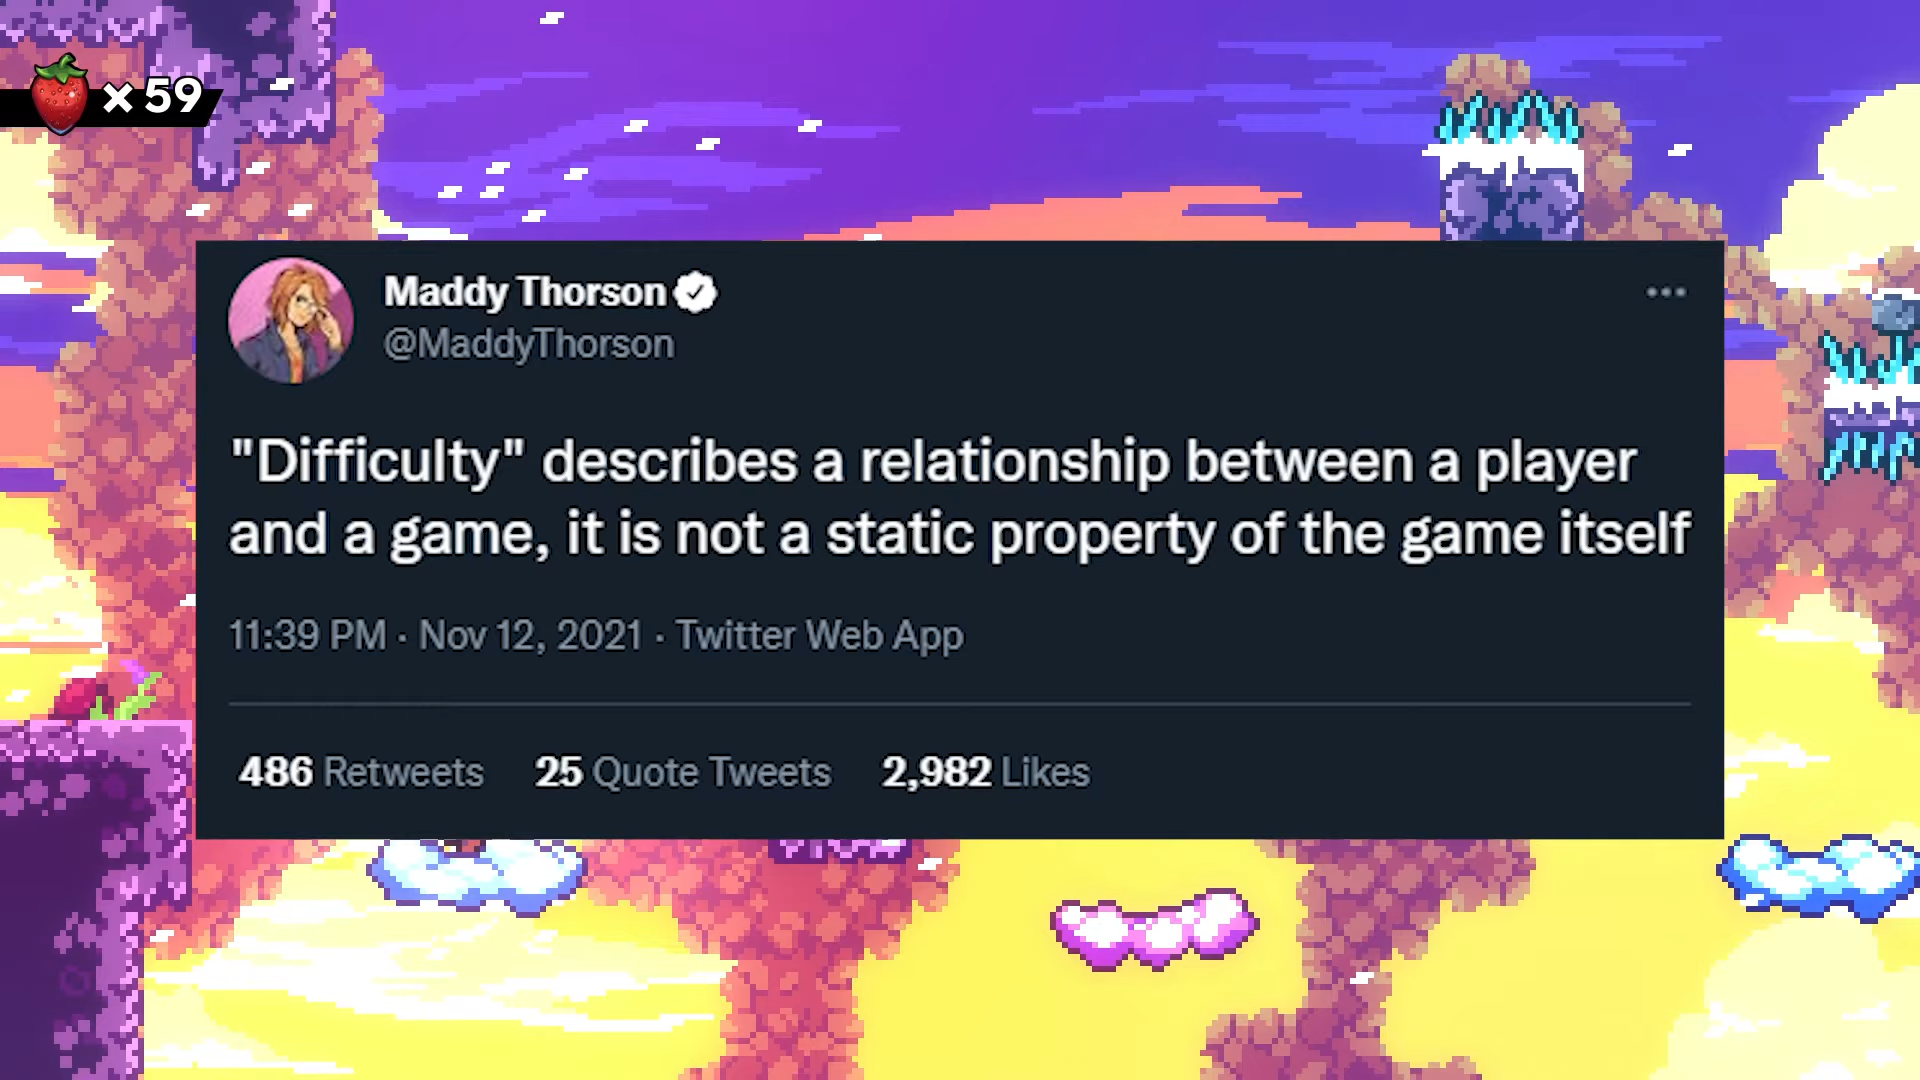 ×59
Maddy Thorson
@MaddyThorson
"Difficulty" describes a relationship between a player
and a game, it is not a static property of the game itself
11:39 PM · Nov 12, 2021 · Twitter Web App
486 Retweets 25 Quote Tweets 2,982 Likes